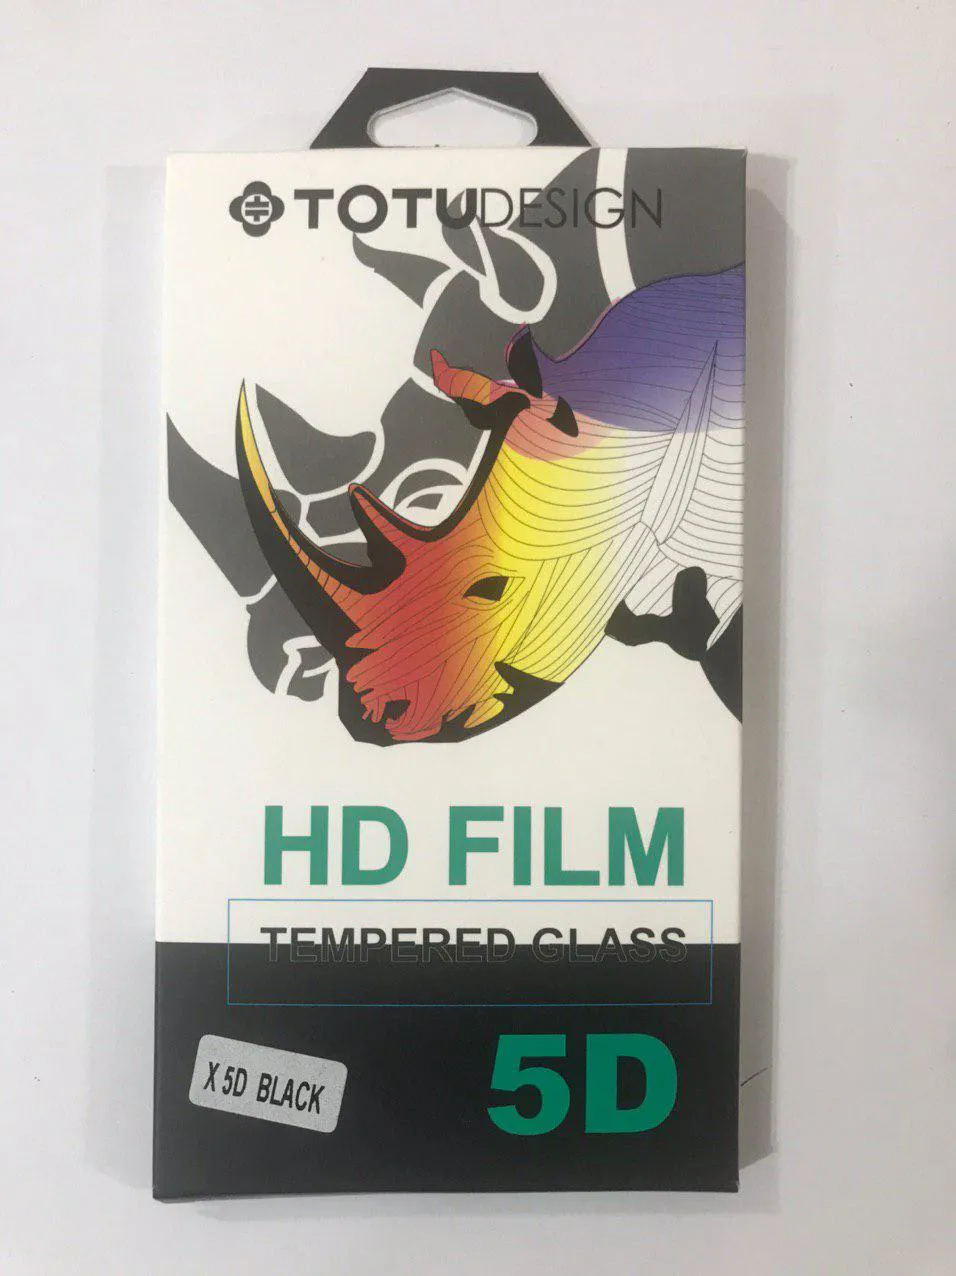 TOTUDESIGN
HD FILM
TEMPERED GLASS
5D
X 5D BLACK